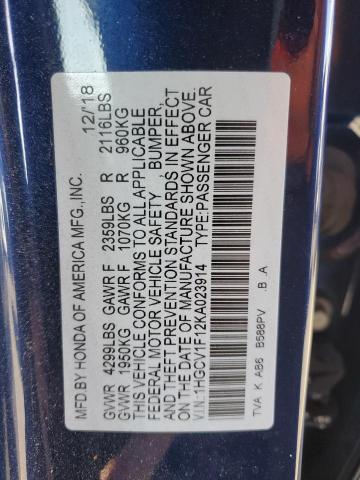 MFD BY HONDA OF AMERICA MFG.,INC. 12/18
GVWR 4299LBS GAWR F 2359LBS R 2116LBS
GVWR 1950KG GAWR F 1070KG R 960KG
THIS VEHICLE CONFORMS TO ALL APPLICABLE
FEDERAL MOTOR VEHICLE SAFETY, BUMPER,
AND THEFT PREVENTION STANDARDS IN EFFECT
ON THE DATE OF MANUFACTURE SHOWN ABOVE.
V.I.N:1HGCV1F12KA023914 TYPE:PASSENGER CAR
TVA K AB6 B588PV .B .A